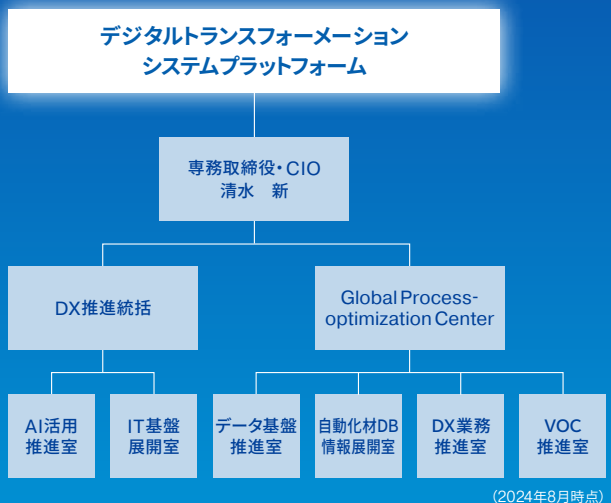 デジタルトランスフォーメーション
システムプラットフォーム
専務取締役・CIO
清水　新
DX推進統括
Global Process-
optimization Center
AI活用
推進室
IT基盤
展開室
データ基盤
推進室
自動化材DB
情報展開室
DX業務
推進室
VOC
推進室
(2024年8月時点)